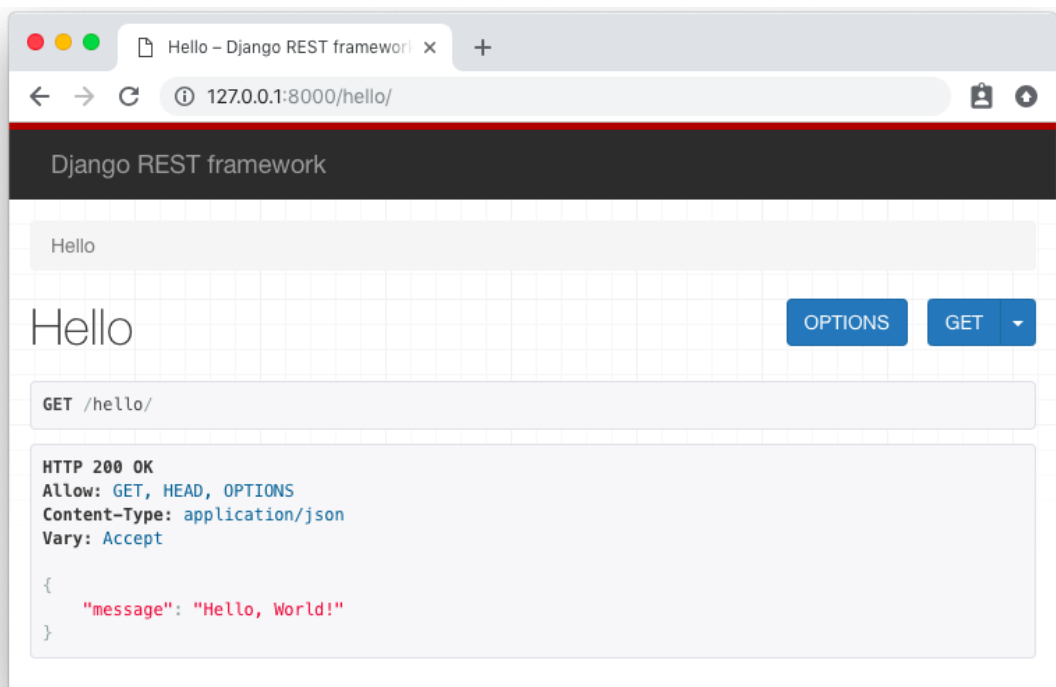 Hello – Django REST framewor
127.0.0.1:8000/hello/
Django REST framework
Hello
Hello
OPTIONS
GET
GET /hello/
HTTP 200 OK
Allow: GET, HEAD, OPTIONS
Content-Type: application/json
Vary: Accept
{
"message": "Hello, World!"
}